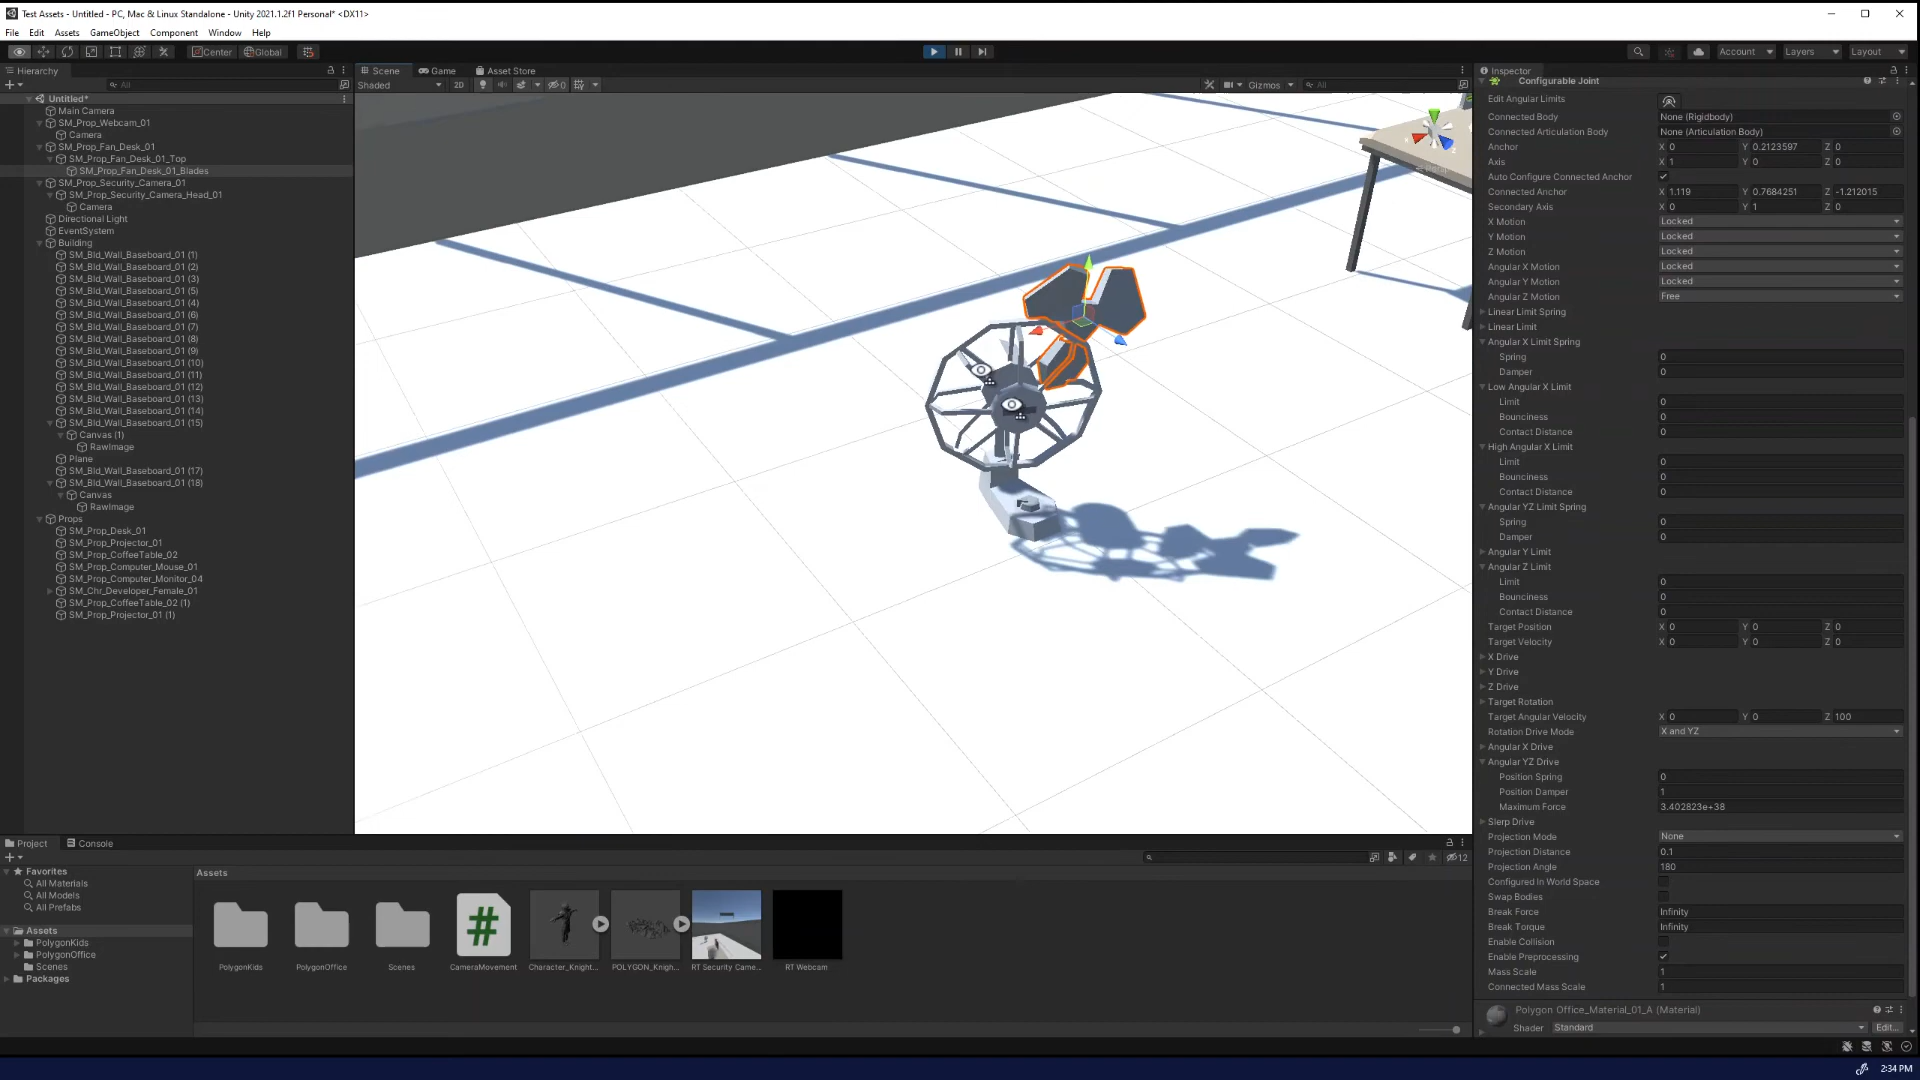 Test Assets - Untitled - PC, Mac & Linux Standalone - Unity 2021.1.2f1 Personal* <DX11>
File Edit Assets GameObject Component Window Help
Center Global
Account Layers Layout
Hierarchy
All
Untitled*
Main Camera
SM_Prop_Webcam_01
Camera
SM_Prop_Fan_Desk_01
SM_Prop_Fan_Desk_01_Top
SM_Prop_Fan_Desk_01_Blades
SM_Prop_Security_Camera_01
SM_Prop_Security_Camera_Head_01
Camera
Directional Light
EventSystem
Building
SM_Bld_Wall_Baseboard_01 (1)
SM_Bld_Wall_Baseboard_01 (2)
SM_Bld_Wall_Baseboard_01 (3)
SM_Bld_Wall_Baseboard_01 (5)
SM_Bld_Wall_Baseboard_01 (4)
SM_Bld_Wall_Baseboard_01 (6)
SM_Bld_Wall_Baseboard_01 (7)
SM_Bld_Wall_Baseboard_01 (8)
SM_Bld_Wall_Baseboard_01 (9)
SM_Bld_Wall_Baseboard_01 (10)
SM_Bld_Wall_Baseboard_01 (11)
SM_Bld_Wall_Baseboard_01 (12)
SM_Bld_Wall_Baseboard_01 (13)
SM_Bld_Wall_Baseboard_01 (14)
SM_Bld_Wall_Baseboard_01 (15)
Canvas (1)
RawImage
Plane
SM_Bld_Wall_Baseboard_01 (17)
SM_Bld_Wall_Baseboard_01 (18)
Canvas
RawImage
Props
SM_Prop_Desk_01
SM_Prop_Projector_01
SM_Prop_CoffeeTable_02
SM_Prop_Computer_Mouse_01
SM_Prop_Computer_Monitor_04
SM_Chr_Developer_Female_01
SM_Prop_CoffeeTable_02 (1)
SM_Prop_Projector_01 (1)
Scene Game Asset Store
Shaded 2D 0 Gizmos All
Inspector
Configurable Joint
Edit Angular Limits
Connected Body None (Rigidbody)
Connected Articulation Body None (Articulation Body)
Anchor X 0 Y 0.2123597 Z 0
Axis X 1 Y 0 Z 0
Auto Configure Connected Anchor
Connected Anchor X 1.119 Y 0.7684251 Z -1.212015
Secondary Axis X 0 Y 1 Z 0
X Motion Locked
Y Motion Locked
Z Motion Locked
Angular X Motion Locked
Angular Y Motion Locked
Angular Z Motion Free
Linear Limit Spring
Linear Limit
Angular X Limit Spring
Spring 0
Damper 0
Low Angular X Limit
Limit 0
Bounciness 0
Contact Distance 0
High Angular X Limit
Limit 0
Bounciness 0
Contact Distance 0
Angular YZ Limit Spring
Spring 0
Damper 0
Angular Y Limit
Angular Z Limit
Limit 0
Bounciness 0
Contact Distance 0
Target Position X 0 Y 0 Z 0
Target Velocity X 0 Y 0 Z 0
X Drive
Y Drive
Z Drive
Target Rotation
Target Angular Velocity X 0 Y 0 Z 100
Rotation Drive Mode X and YZ
Angular X Drive
Angular YZ Drive
Position Spring 0
Position Damper 1
Maximum Force 3.402823e+38
Slerp Drive
Projection Mode None
Projection Distance 0.1
Projection Angle 180
Configured In World Space
Swap Bodies
Break Force Infinity
Break Torque Infinity
Enable Collision
Enable Preprocessing
Mass Scale 1
Connected Mass Scale 1
Polygon Office_Material_01_A (Material)
Shader Standard Edit...
Project Console
12
Favorites
All Materials
All Models
All Prefabs
Assets
PolygonKids
PolygonOffice
Scenes
Packages
Assets
PolygonKids PolygonOffice Scenes CameraMovement Character_Knight... POLYGON_Knigh... RT Security Came... RT Webcam
2:34 PM